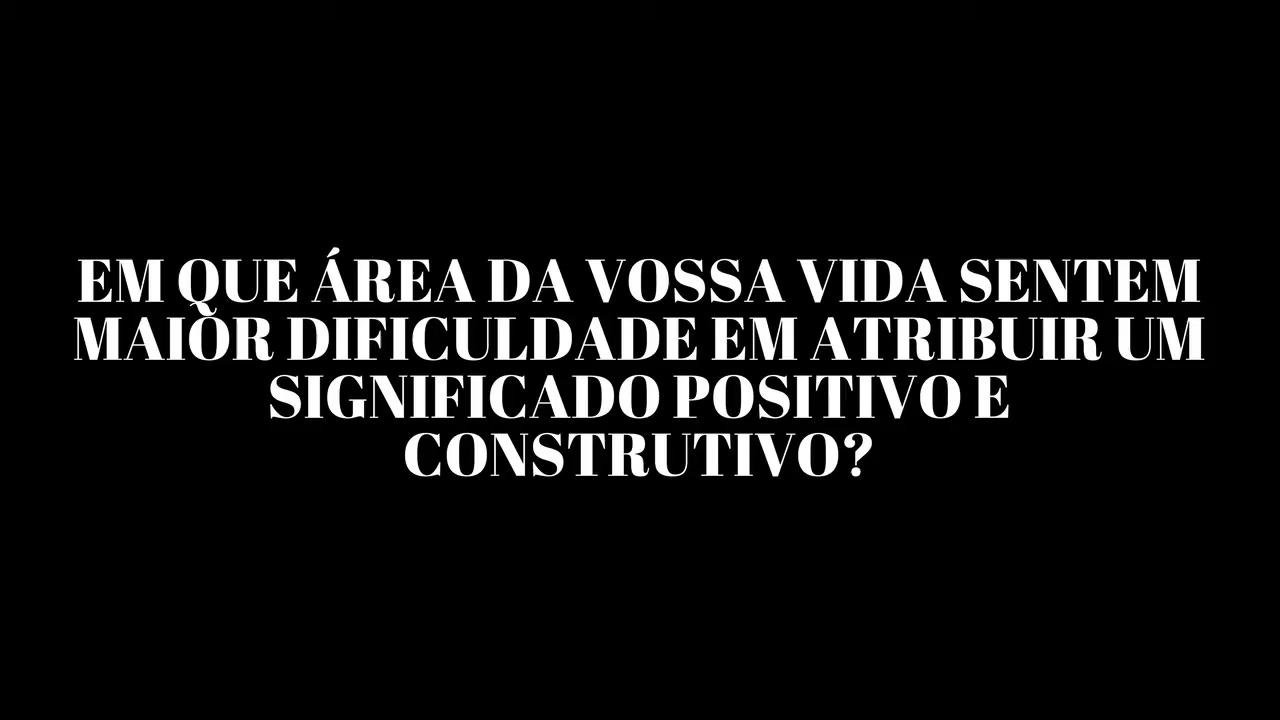 EM QUE ÁREA DA VOSSA VIDA SENTEM
MAIOR DIFICULDADE EM ATRIBUIR UM
SIGNIFICADO POSITIVO E
CONSTRUTIVO?